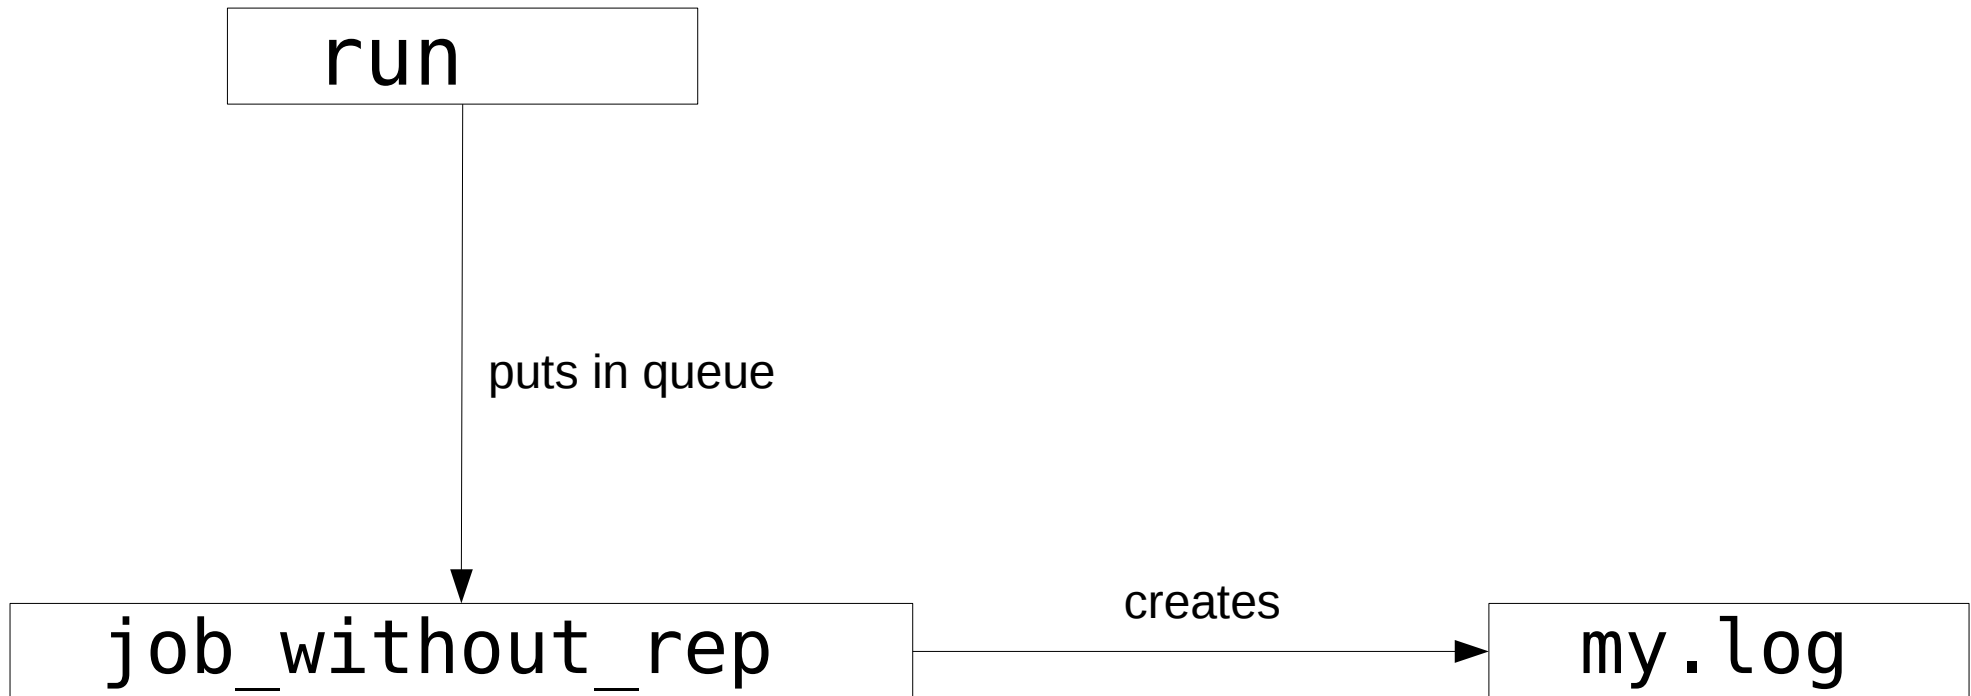 run
puts in queue
creates
job_without_rep
my.log